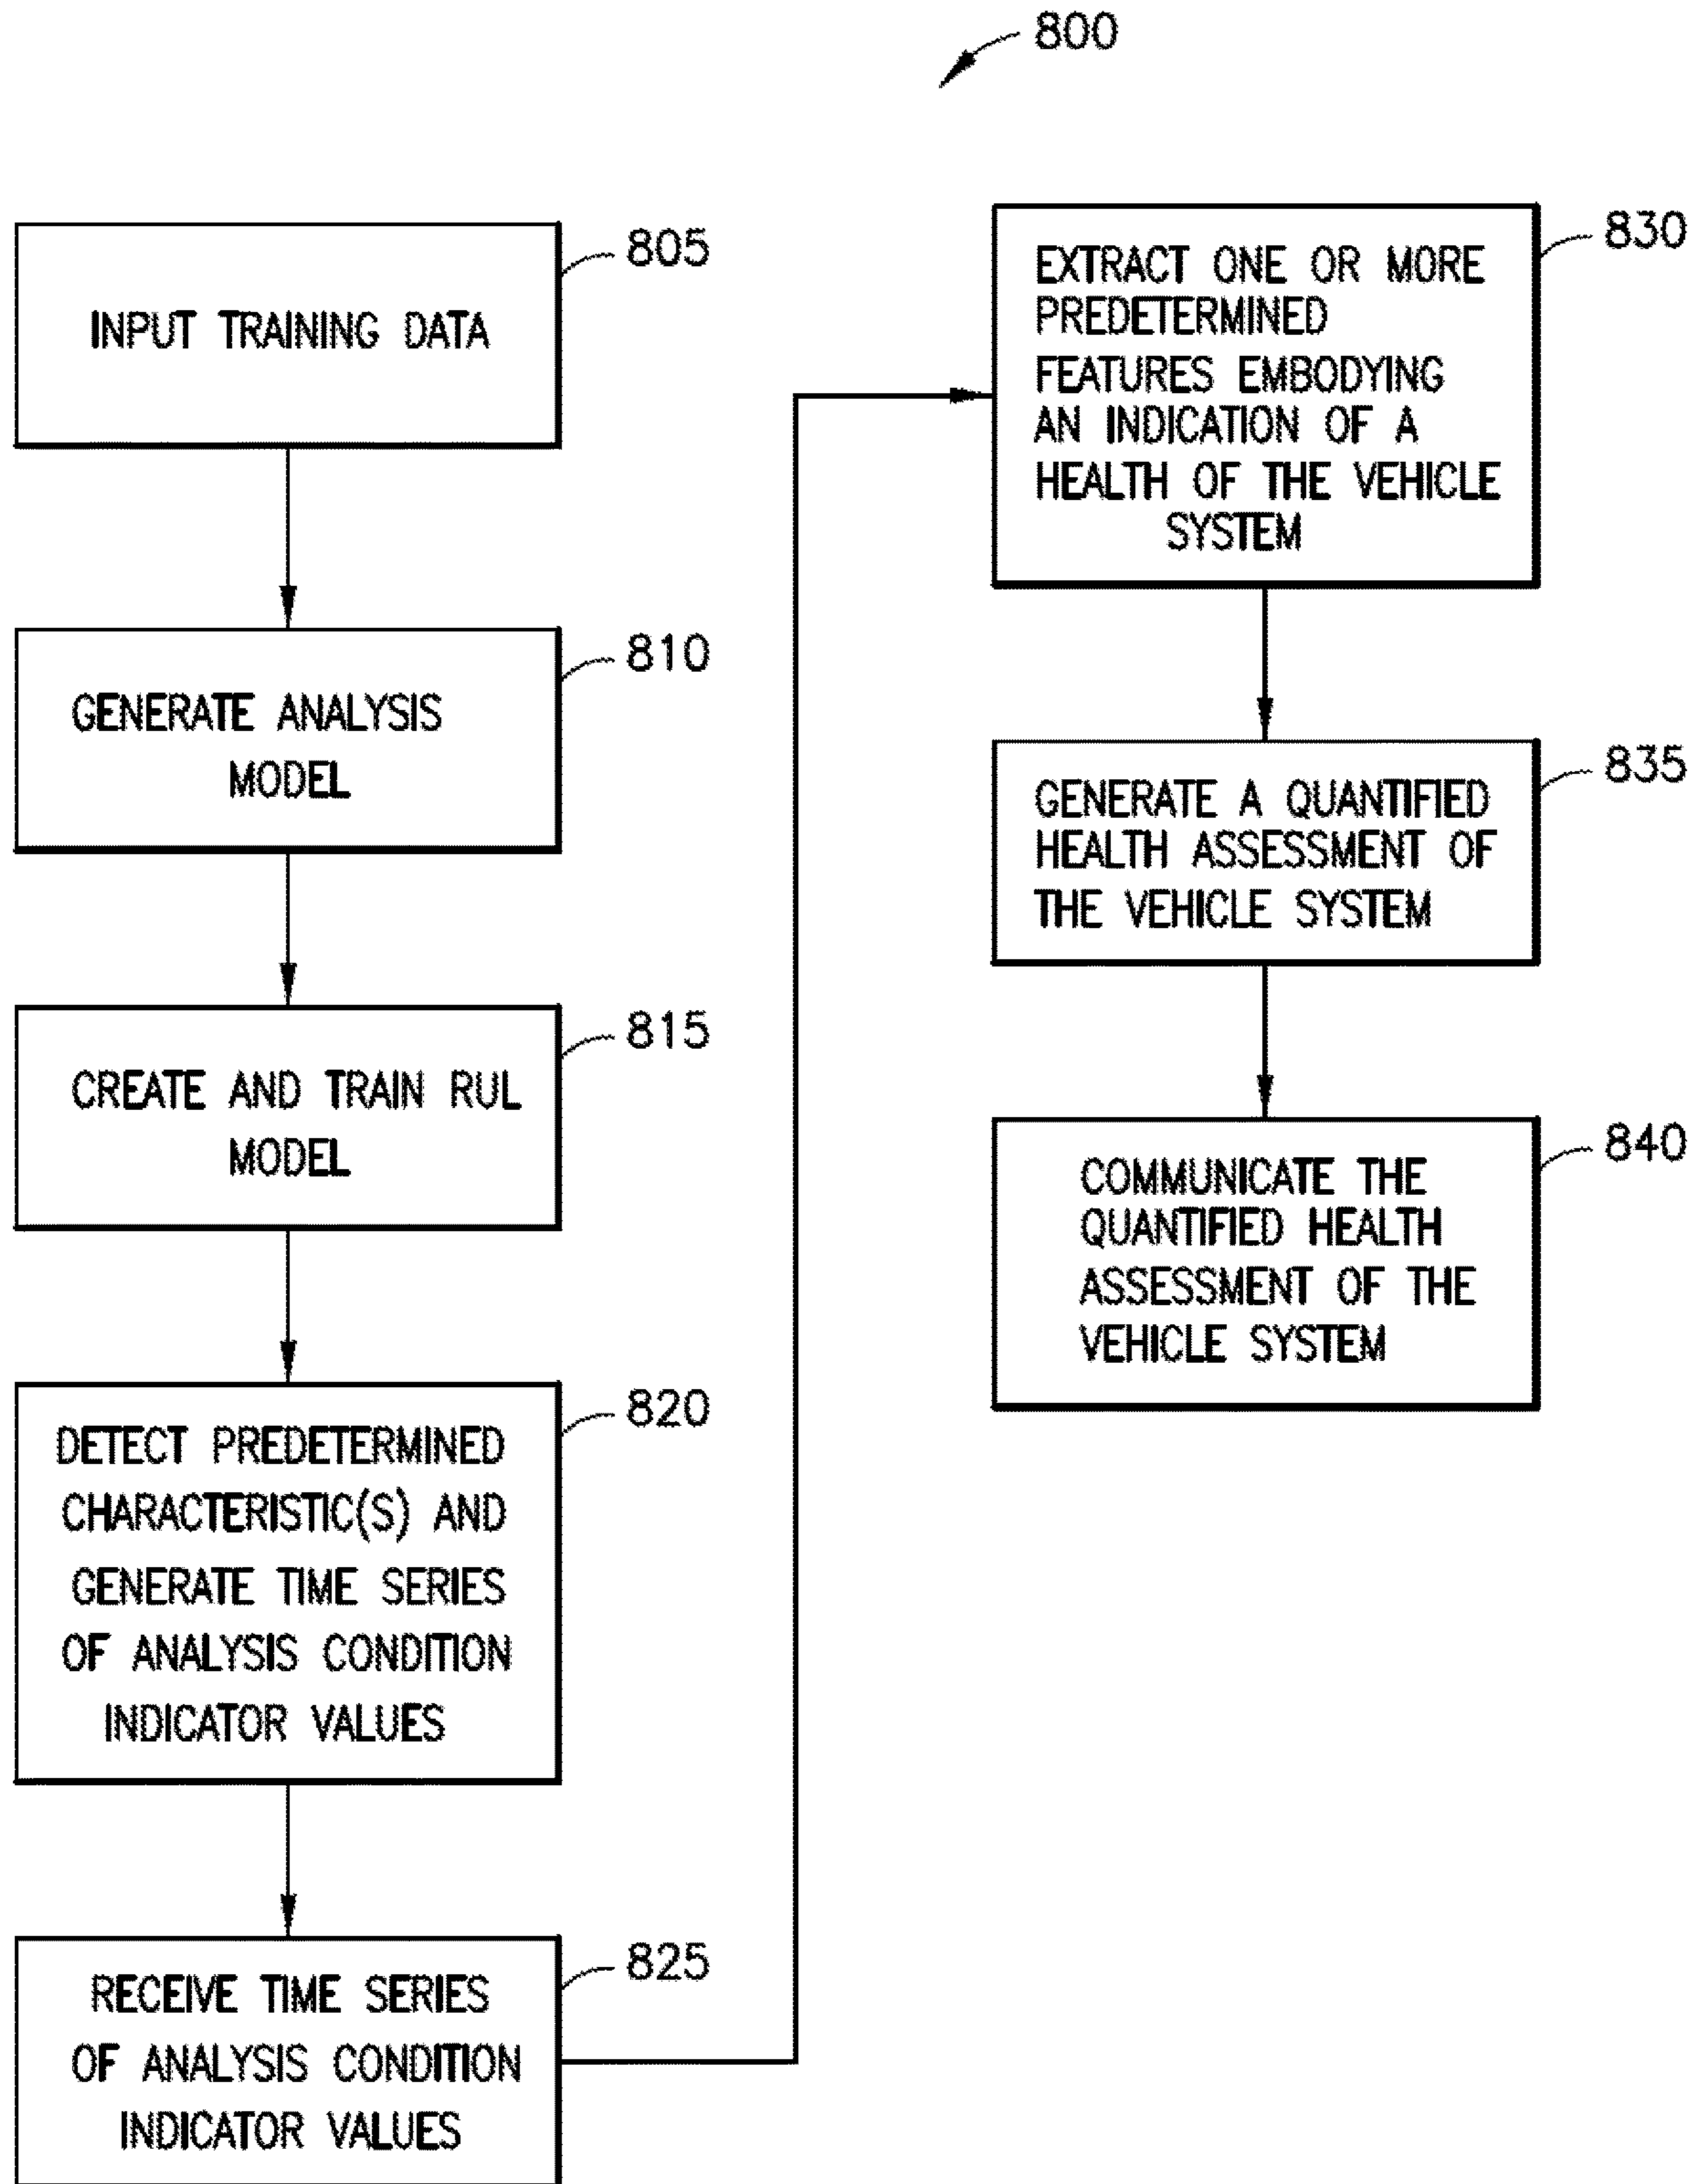 800
805
INPUT TRAINING DATA
810
GENERATE ANALYSIS
MODEL
815
CREATE AND TRAIN RUL
MODEL
820
DETECT PREDETERMINED
CHARACTERISTIC(S) AND
GENERATE TIME SERIES
OF ANALYSIS CONDITION
INDICATOR VALUES
825
RECEIVE TIME SERIES
OF ANALYSIS CONDITION
INDICATOR VALUES
830
EXTRACT ONE OR MORE
PREDETERMINED
FEATURES EMBODYING
AN INDICATION OF A
HEALTH OF THE VEHICLE
SYSTEM
835
GENERATE A QUANTIFIED
HEALTH ASSESSMENT OF
THE VEHICLE SYSTEM
840
COMMUNICATE THE
QUANTIFIED HEALTH
ASSESSMENT OF THE
VEHICLE SYSTEM